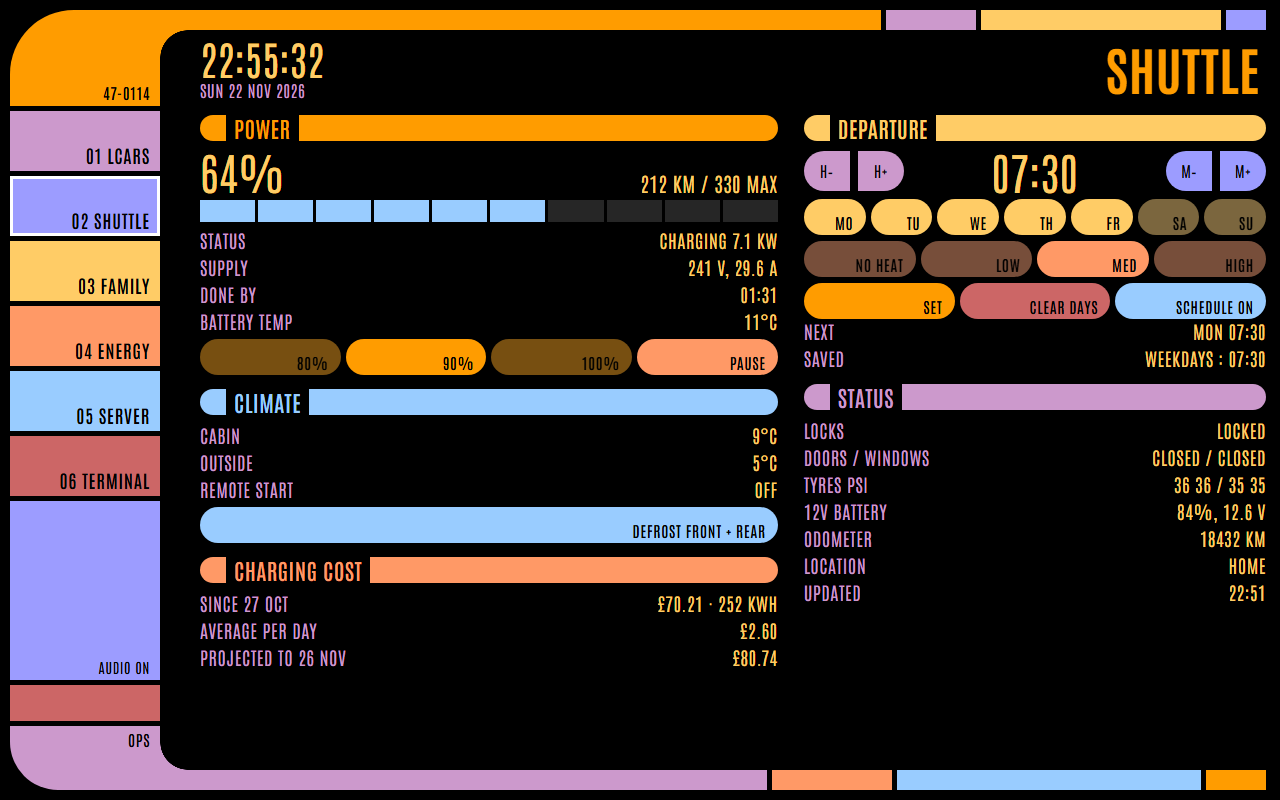 47-0114
01 LCARS
02 SHUTTLE
03 FAMILY
04 ENERGY
05 SERVER
06 TERMINAL
AUDIO ON
OPS
22:55:32
SUN 22 NOV 2026
SHUTTLE
POWER
64%
212 KM / 330 MAX
STATUS CHARGING 7.1 KW
SUPPLY 241 V, 29.6 A
DONE BY 01:31
BATTERY TEMP 11°C
80% 90% 100% PAUSE
CLIMATE
CABIN 9°C
OUTSIDE 5°C
REMOTE START OFF
DEFROST FRONT + REAR
CHARGING COST
SINCE 27 OCT £70.21 · 252 KWH
AVERAGE PER DAY £2.60
PROJECTED TO 26 NOV £80.74
DEPARTURE
H- H+ 07:30 M- M+
MO TU WE TH FR SA SU
NO HEAT LOW MED HIGH
SET CLEAR DAYS SCHEDULE ON
NEXT MON 07:30
SAVED WEEKDAYS : 07:30
STATUS
LOCKS LOCKED
DOORS / WINDOWS CLOSED / CLOSED
TYRES PSI 36 36 / 35 35
12V BATTERY 84%, 12.6 V
ODOMETER 18432 KM
LOCATION HOME
UPDATED 22:51